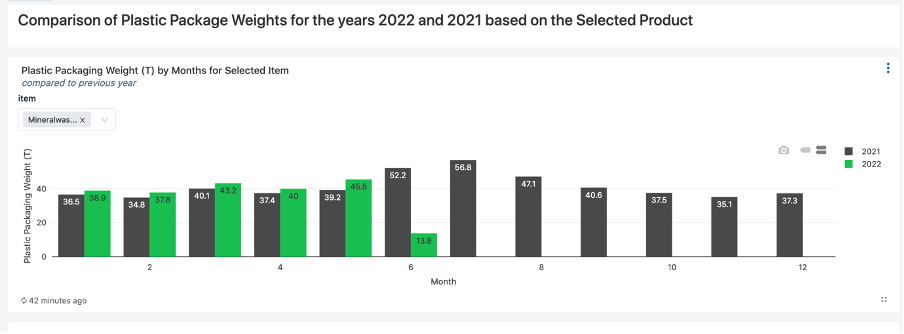 Comparison of Plastic Package Weights for the years 2022 and 2021 based on the Selected Product
Plastic Packaging Weight (T) by Months for Selected Item
compared to previous year
item
Mineralwas... ×
2021
2022
Plastic Packaging Weight (T)
40
20
0
36.5 38.9 34.8 37.8 40.1 43.2 37.4 40 39.2 45.5 52.2 13.8 56.8 47.1 40.6 37.5 35.1 37.3
2 4 6 8 10 12
Month
42 minutes ago